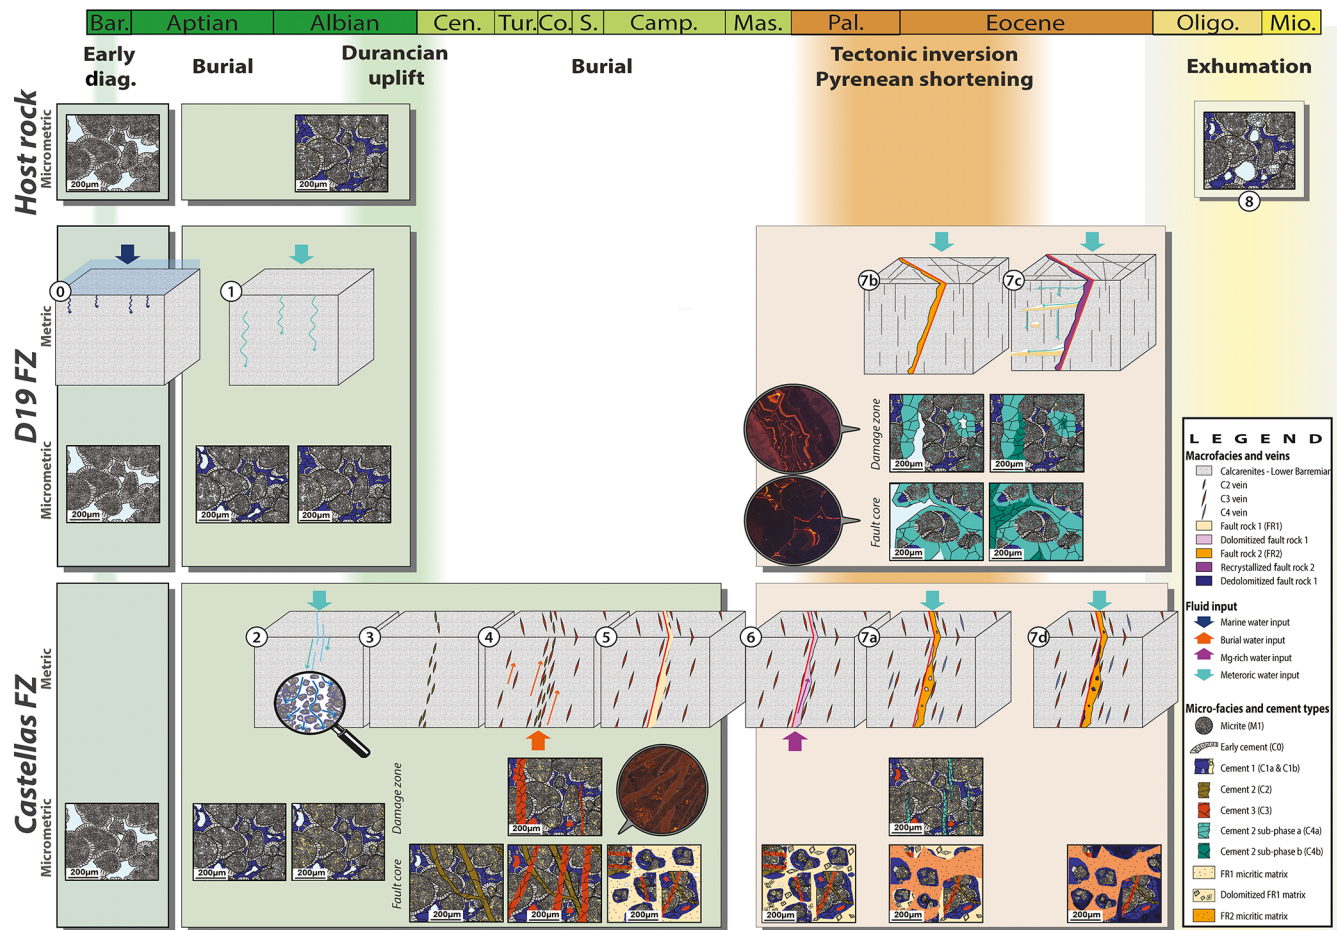 Bar. Aptian Albian Cen. Tur. Co. S. Camp. Mas. Pal. Eocene Oligo. Mio.
Early
diag.
Burial
Durancian
uplift
Burial
Tectonic inversion
Pyrenean shortening
Exhumation
Host rock
Micrometric
200µm
200µm
200µm
8
D19 FZ
Metric
0
1
7b
7c
Micrometric
200µm
200µm
200µm
Damage zone
200µm
200µm
Fault core
200µm
200µm
Castellas FZ
Metric
2
3
4
5
6
7a
7d
Micrometric
200µm
200µm
200µm
Damage zone
200µm
200µm
Fault core
200µm
200µm
200µm
200µm
200µm
200µm
LEGEND
Macrofacies and veins
Calcarenites - Lower Barremian
C2 vein
C3 vein
C4 vein
Fault rock 1 (FR1)
Dolomitized fault rock 1
Fault rock 2 (FR2)
Recrystallized fault rock 2
Dedolomitized fault rock 1
Fluid input
Marine water input
Burial water input
Mg-rich water input
Meteroric water input
Micro-facies and cement types
Micrite (M1)
Early cement (C0)
Cement 1 (C1a & C1b)
Cement 2 (C2)
Cement 3 (C3)
Cement 2 sub-phase a (C4a)
Cement 2 sub-phase b (C4b)
FR1 micritic matrix
Dolomitized FR1 matrix
FR2 micritic matrix